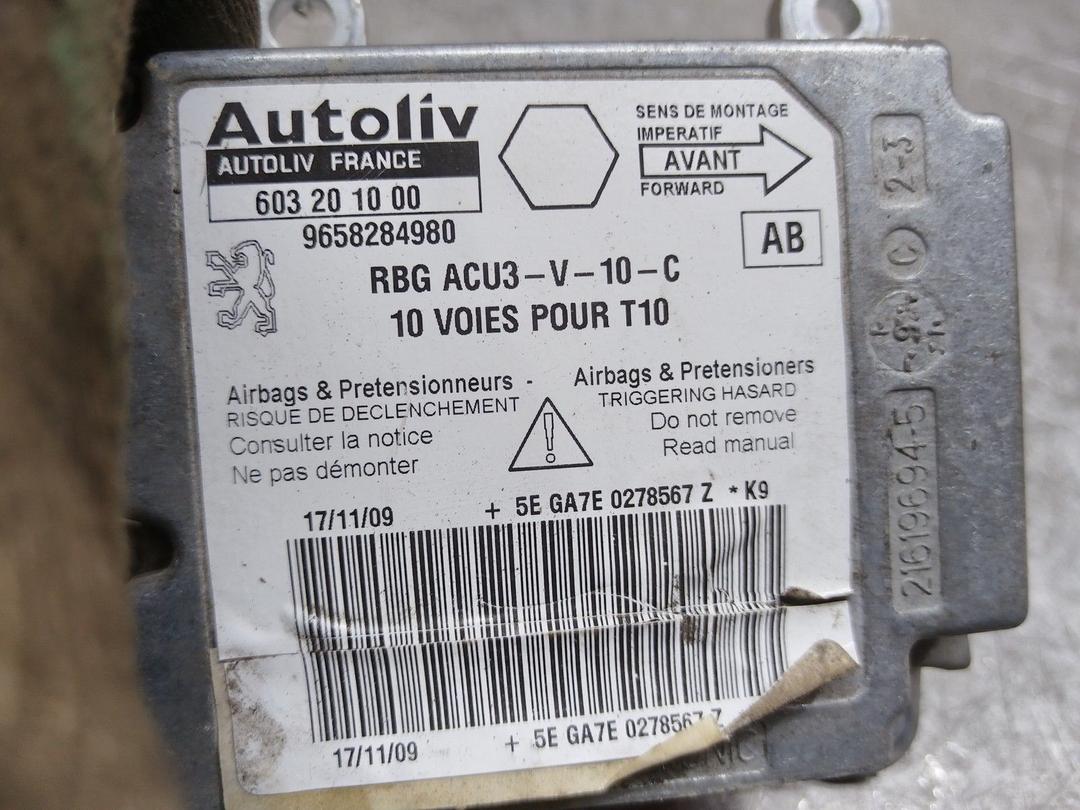 Autoliv
AUTOLIV FRANCE
603 20 10 00
9658284980
SENS DE MONTAGE
IMPERATIF
AVANT
FORWARD
AB
RBG ACU3-V-10-C
10 VOIES POUR T10
Airbags & Pretensionneurs -
RISQUE DE DECLENCHEMENT
Consulter la notice
Ne pas démonter
Airbags & Pretensioners
TRIGGERING HASARD
Do not remove
Read manual
17/11/09 + 5E GA7E 0278567 Z *K9
17/11/09 + 5E GA7E 0278567 Z
2-3
C
21619694-5